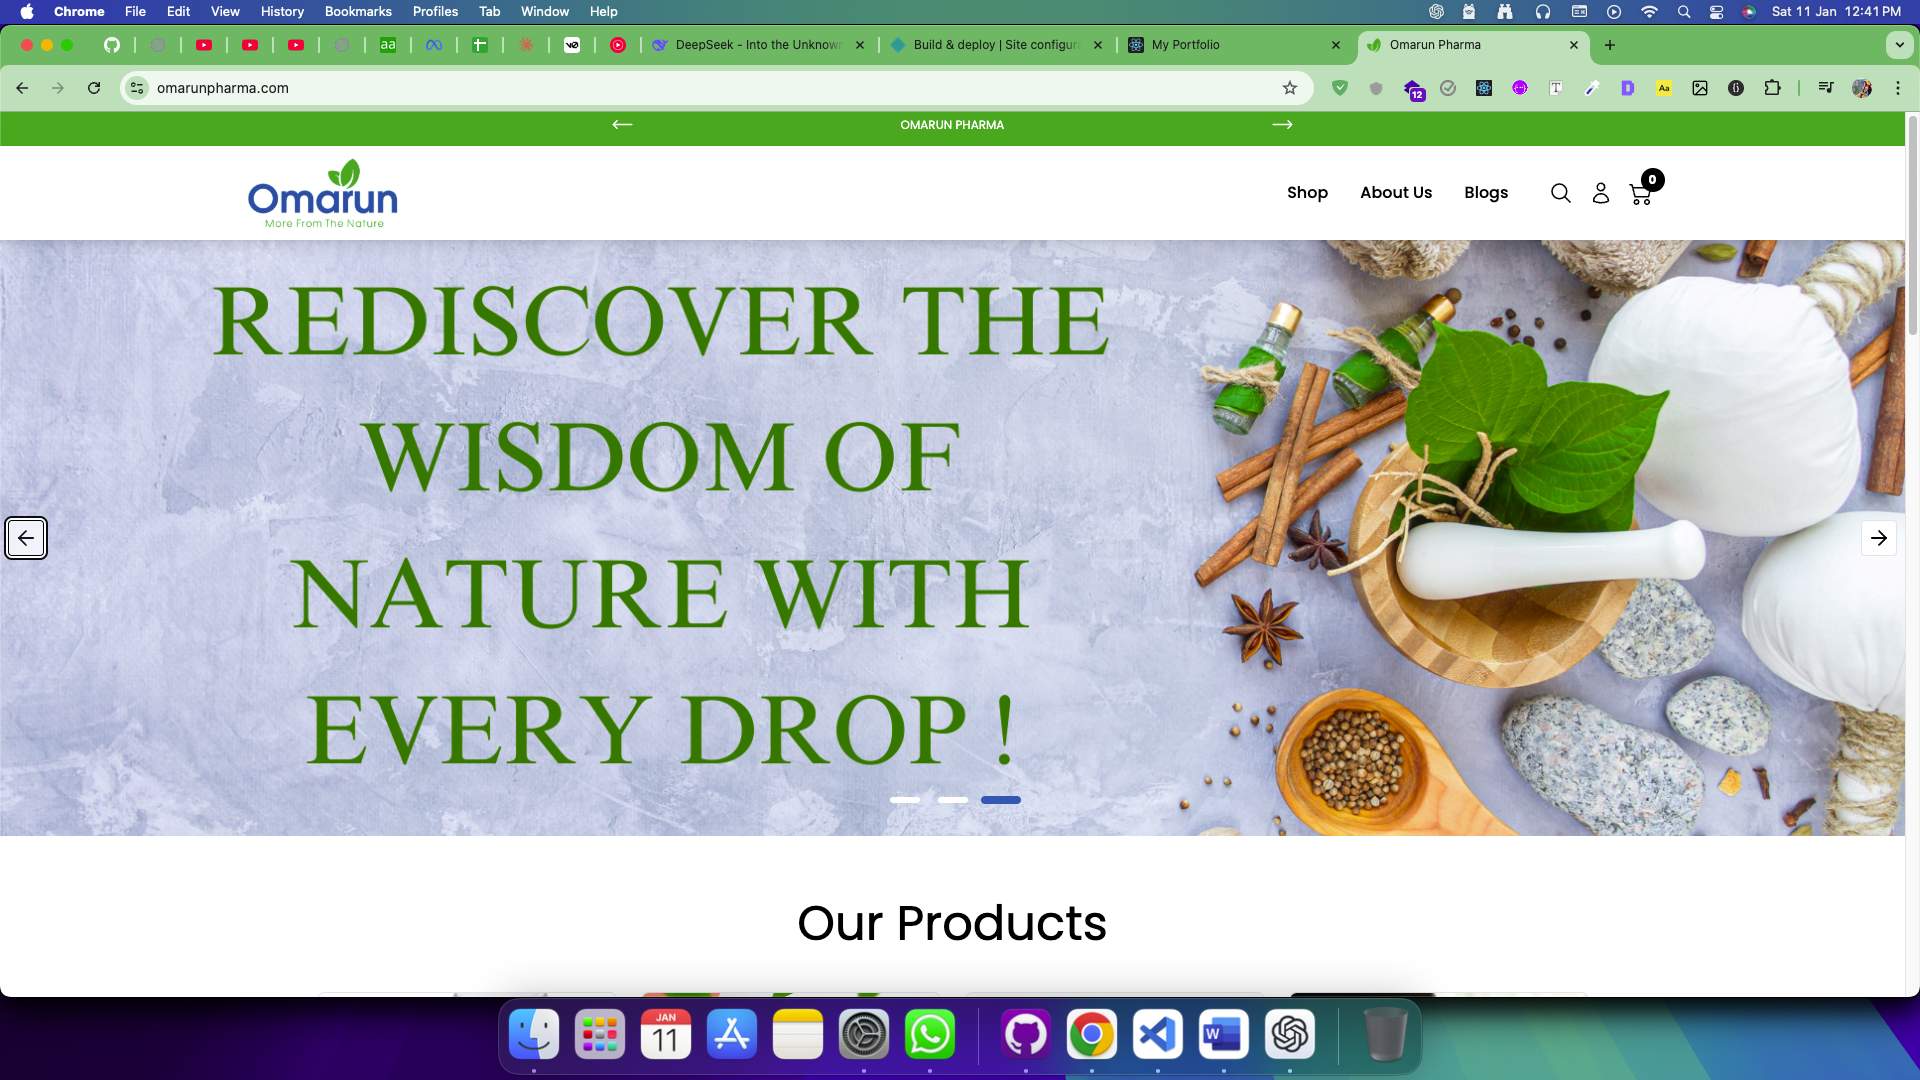 Chrome File Edit View History Bookmarks Profiles Tab Window Help Sat 11 Jan 12:41 PM
DeepSeek - Into the Unknown Build & deploy | Site configura My Portfolio Omarun Pharma
omarunpharma.com
12
Aa
OMARUN PHARMA
Omarun
More From The Nature
Shop About Us Blogs 0
REDISCOVER THE
WISDOM OF
NATURE WITH
EVERY DROP !
Our Products
JAN
11
W